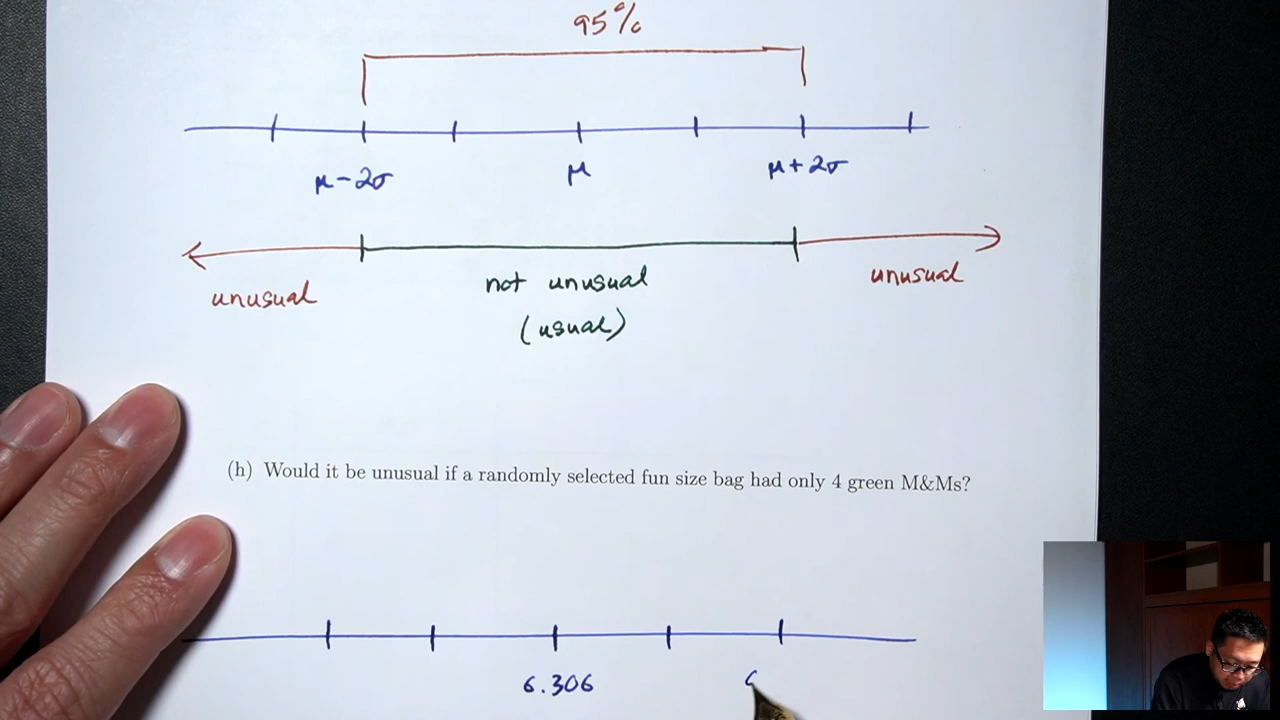 95%
μ-2σ μ μ+2σ
unusual not unusual unusual
(usual)
(h) Would it be unusual if a randomly selected fun size bag had only 4 green M&Ms?
6.306